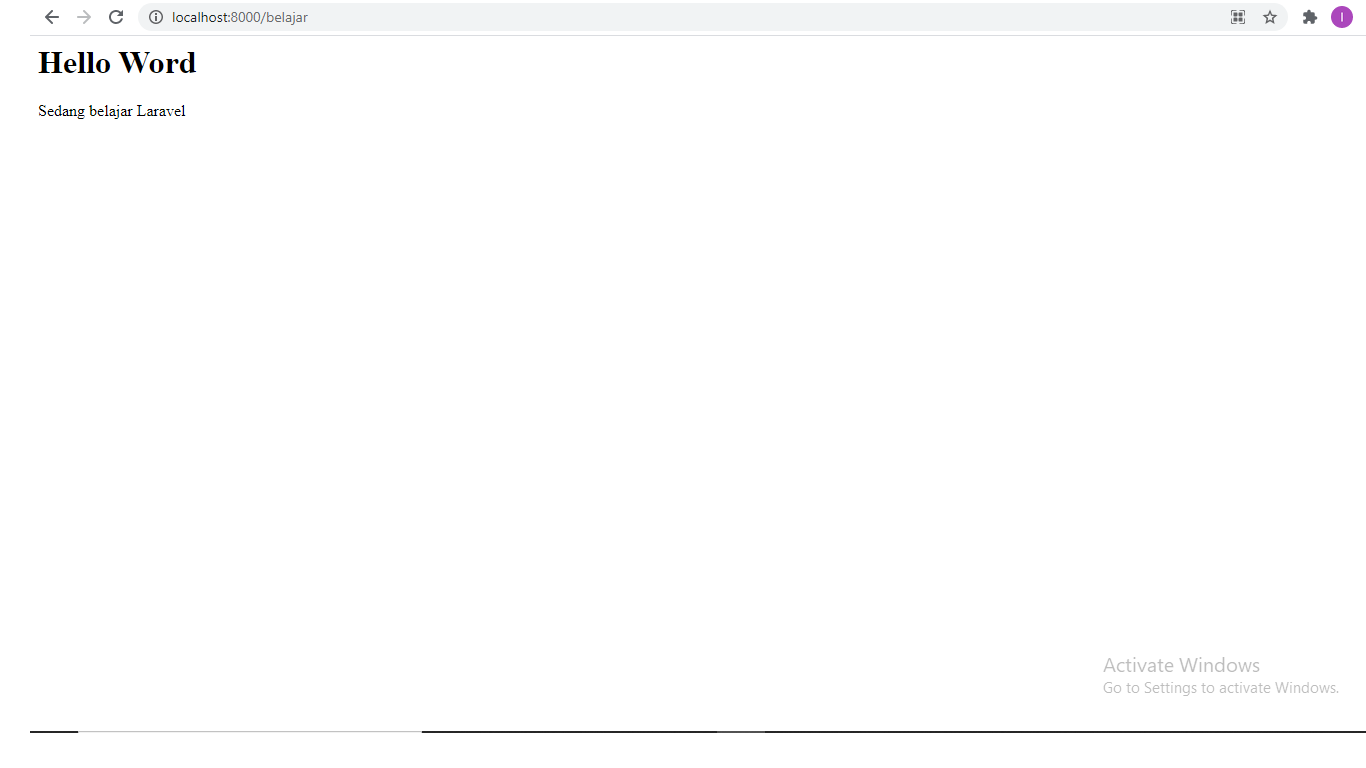 localhost:8000/belajar
I
Hello Word
Sedang belajar Laravel
Activate Windows
Go to Settings to activate Windows.